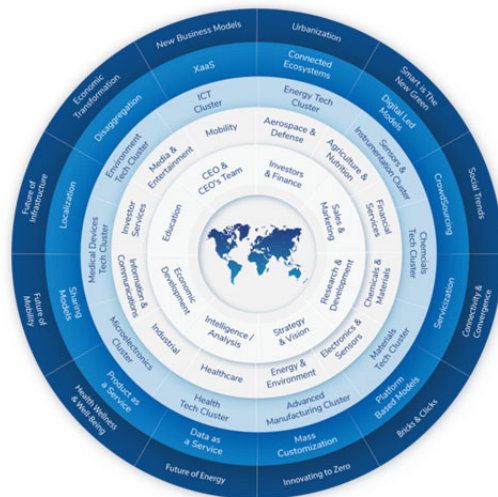 New Business Models
Urbanization
Smart is The
New Green
Social Trends
Connectivity &
Convergence
Bricks & Clicks
Innovating to Zero
Future of Energy
Health Wellness
& Well-Being
Future of
Mobility
Future of
Infrastructure
Economic
Transformation
XaaS
Connected
Ecosystems
Digital Led
Models
CrowdSourcing
Servicization
Platform
Based Models
Mass
Customization
Data as
a Service
Product as
a Service
Sharing
Models
Localization
Disaggregation
ICT
Cluster
Energy Tech
Cluster
Sensors &
Instrumentation Cluster
Chemcials
Tech Cluster
Materials
Tech Cluster
Advanced
Manufacturing Cluster
Health
Tech Cluster
Microelectronics
Cluster
Medical Devices
Tech Cluster
Environment
Tech Cluster
Mobility
Aerospace &
Defense
Agriculture &
Nutrition
Financial
Services
Chemicals &
Materials
Electronics &
Sensors
Energy &
Environment
Healthcare
Industrial
Information &
Communications
Investor
Services
Media &
Entertainment
CEO &
CEO's Team
Investors
& Finance
Sales &
Marketing
Research &
Development
Strategy
& Vision
Intelligence /
Analysis
Economic
Development
Education